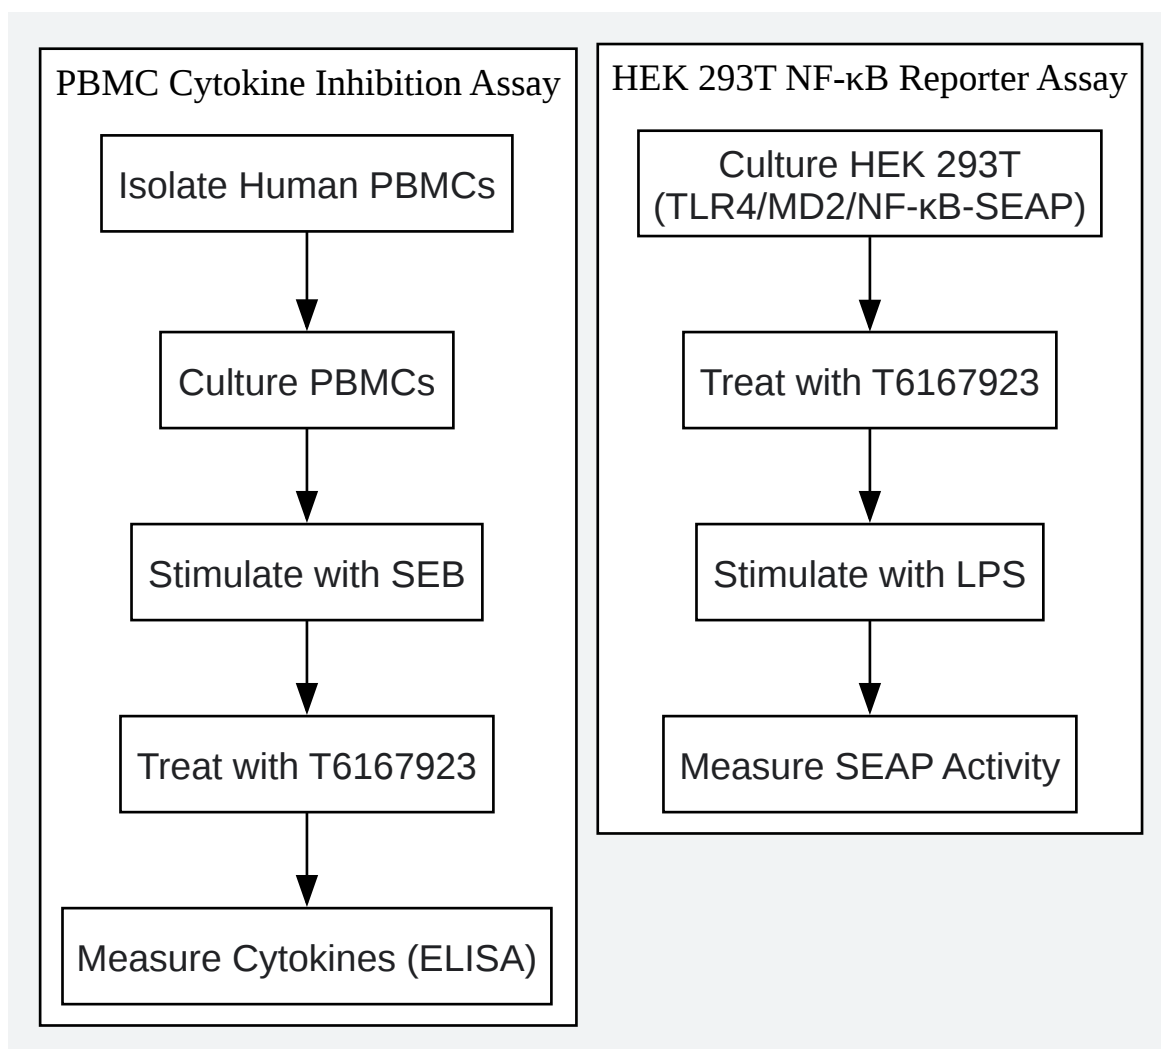 PBMC Cytokine Inhibition Assay
Isolate Human PBMCs
Culture PBMCs
Stimulate with SEB
Treat with T6167923
Measure Cytokines (ELISA)
HEK 293T NF-κB Reporter Assay
Culture HEK 293T
(TLR4/MD2/NF-κB-SEAP)
Treat with T6167923
Stimulate with LPS
Measure SEAP Activity